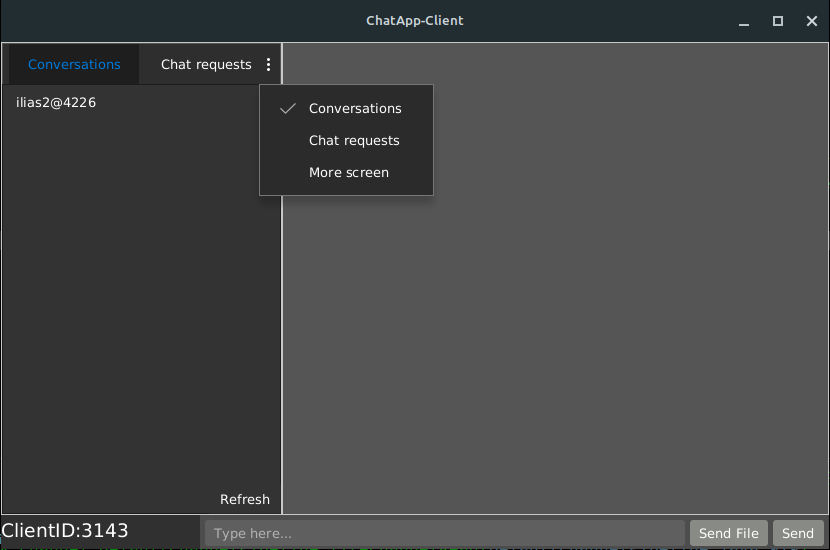 ChatApp-Client
Conversations
Chat requests
ilias2@4226
Conversations
Chat requests
More screen
Refresh
ClientID:3143
Type here...
Send File
Send